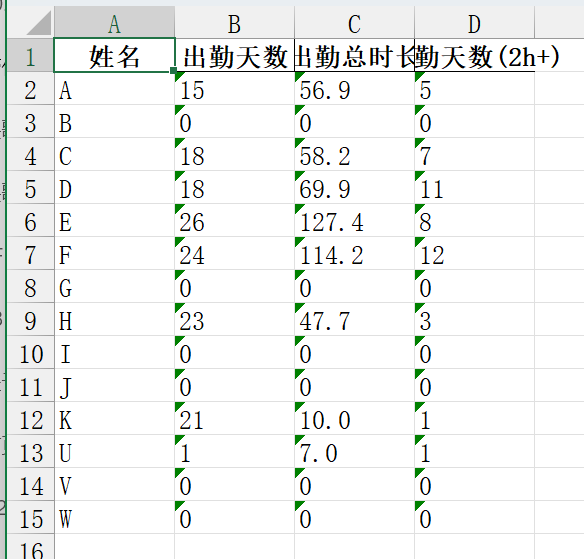 A B C D
1 姓名 出勤天数 出勤总时长 勤天数(2h+)
2 A 15 56.9 5
3 B 0 0 0
4 C 18 58.2 7
5 D 18 69.9 11
6 E 26 127.4 8
7 F 24 114.2 12
8 G 0 0 0
9 H 23 47.7 3
10 I 0 0 0
11 J 0 0 0
12 K 21 10.0 1
13 U 1 7.0 1
14 V 0 0 0
15 W 0 0 0
16